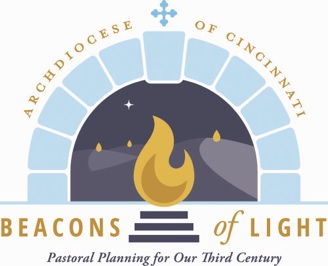 ARCHDIOCESE OF CINCINNATI
BEACONS of LIGHT
Pastoral Planning for Our Third Century